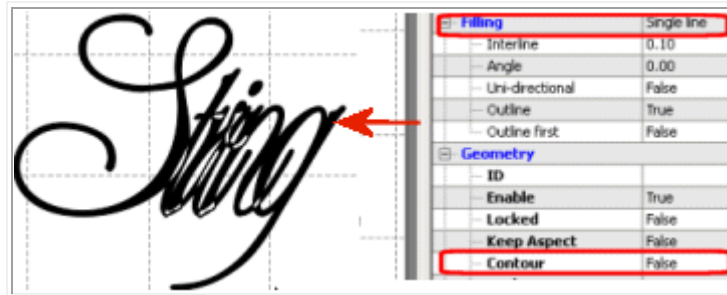 String
Filling Single line
Interline 0.10
Angle 0.00
Uni-directional False
Outline True
Outline first False
Geometry
ID
Enable True
Locked False
Keep Aspect False
Contour False